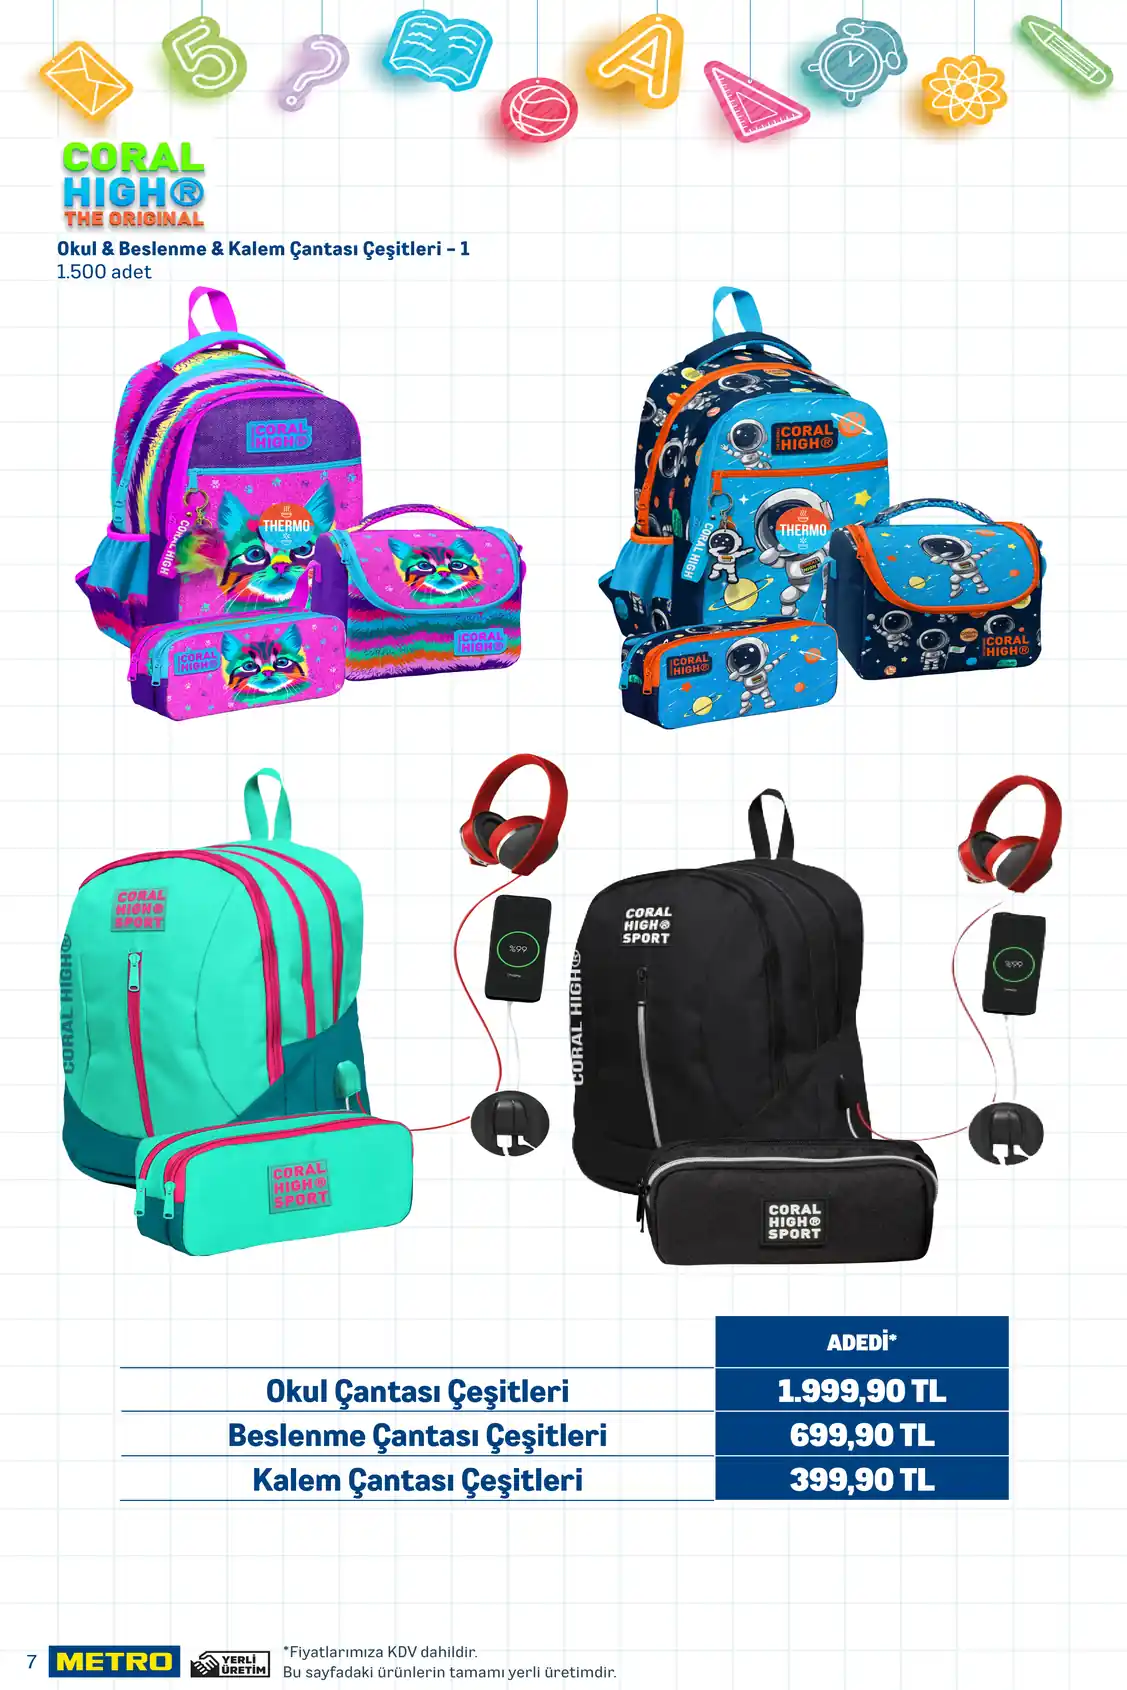 5
A
CORAL
HIGH®
THE ORIGINAL
Okul & Beslenme & Kalem Çantası Çeşitleri - 1
1.500 adet
CORAL
HIGH®
THERMO
CORAL HIGH
CORAL
HIGH®
CORAL
HIGH®
CORAL
HIGH®
THERMO
CORAL HIGH
CORAL
HIGH®
CORAL
HIGH®
CORAL
HIGH®
SPORT
CORAL HIGH®
%99
CORAL
HIGH®
SPORT
CORAL
HIGH®
SPORT
CORAL HIGH®
%99
CORAL
HIGH®
SPORT
ADEDİ*
Okul Çantası Çeşitleri 1.999,90 TL
Beslenme Çantası Çeşitleri 699,90 TL
Kalem Çantası Çeşitleri 399,90 TL
7 METRO YERLİ ÜRETİM
*Fiyatlarımıza KDV dahildir.
Bu sayfadaki ürünlerin tamamı yerli üretimdir.